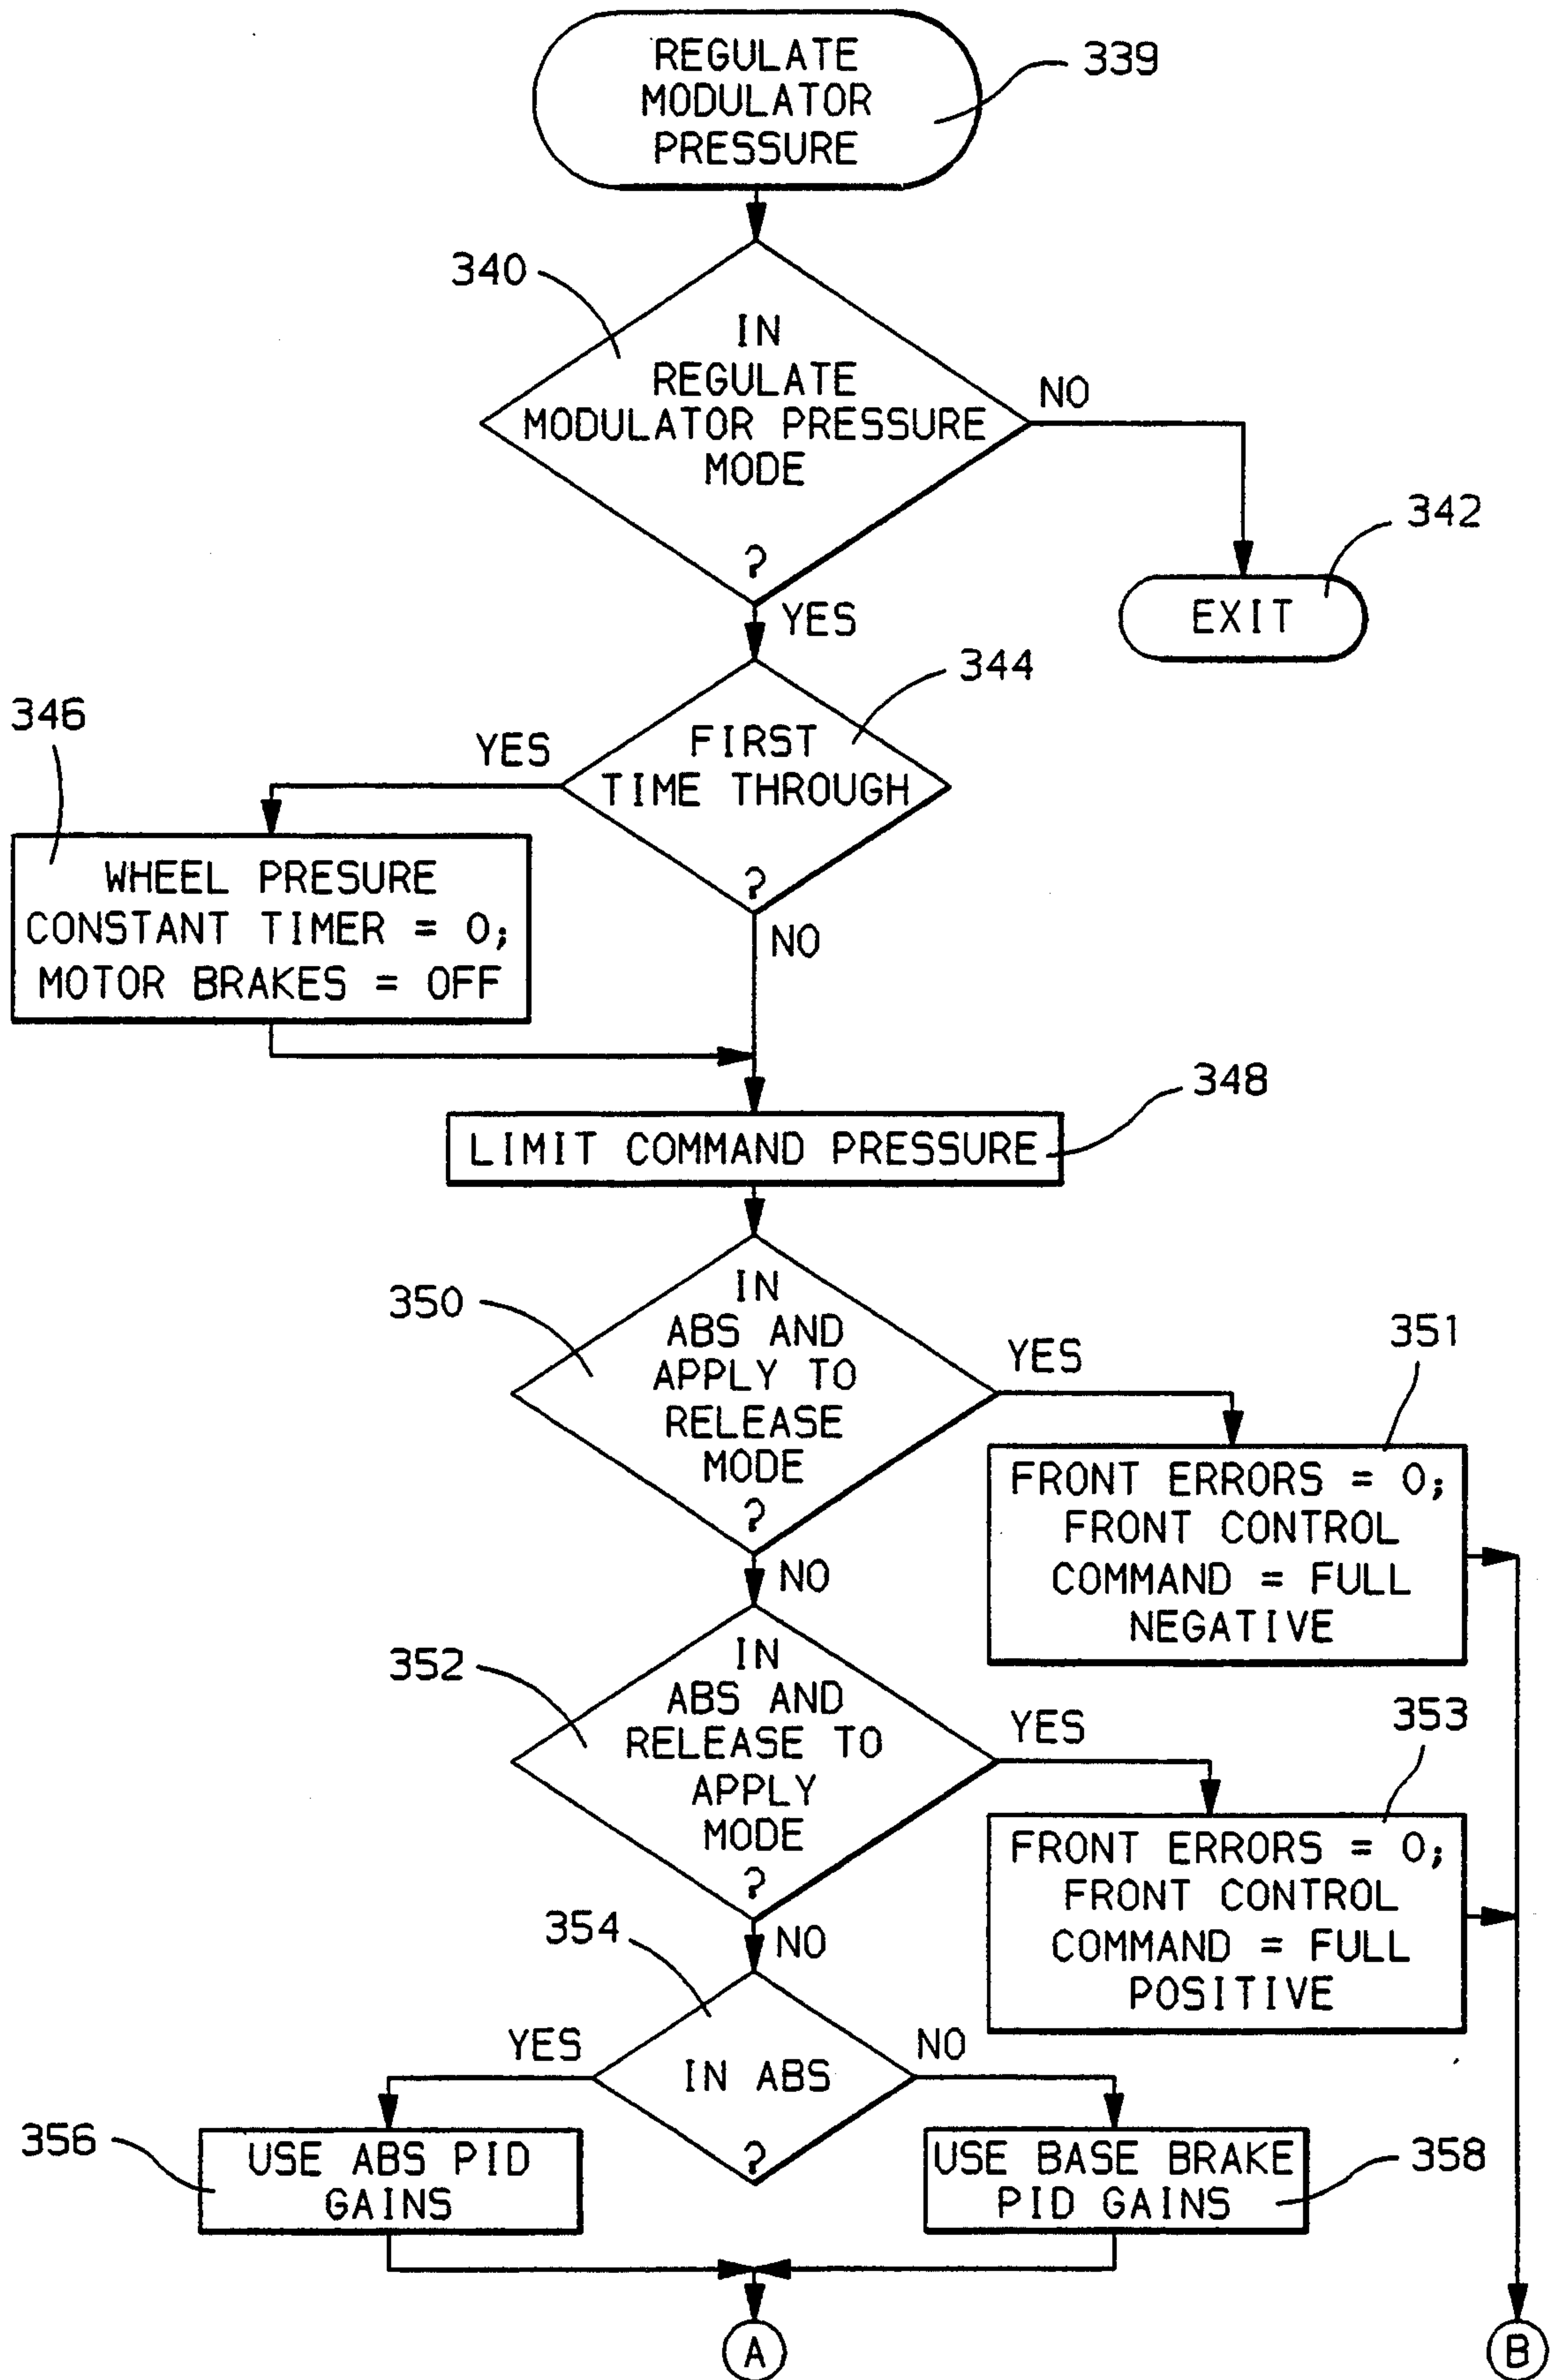 REGULATE
MODULATOR
PRESSURE
339
340
IN
REGULATE
MODULATOR PRESSURE
MODE
?
NO
342
EXIT
YES
344
346
YES
FIRST
TIME THROUGH
?
WHEEL PRESURE
CONSTANT TIMER = 0;
MOTOR BRAKES = OFF
NO
348
LIMIT COMMAND PRESSURE
350
IN
ABS AND
APPLY TO
RELEASE
MODE
?
YES
351
FRONT ERRORS = 0;
FRONT CONTROL
COMMAND = FULL
NEGATIVE
NO
352
IN
ABS AND
RELEASE TO
APPLY
MODE
?
YES
353
FRONT ERRORS = 0;
FRONT CONTROL
COMMAND = FULL
POSITIVE
NO
354
YES
IN ABS
?
NO
356
USE ABS PID
GAINS
USE BASE BRAKE
PID GAINS
358
A
B